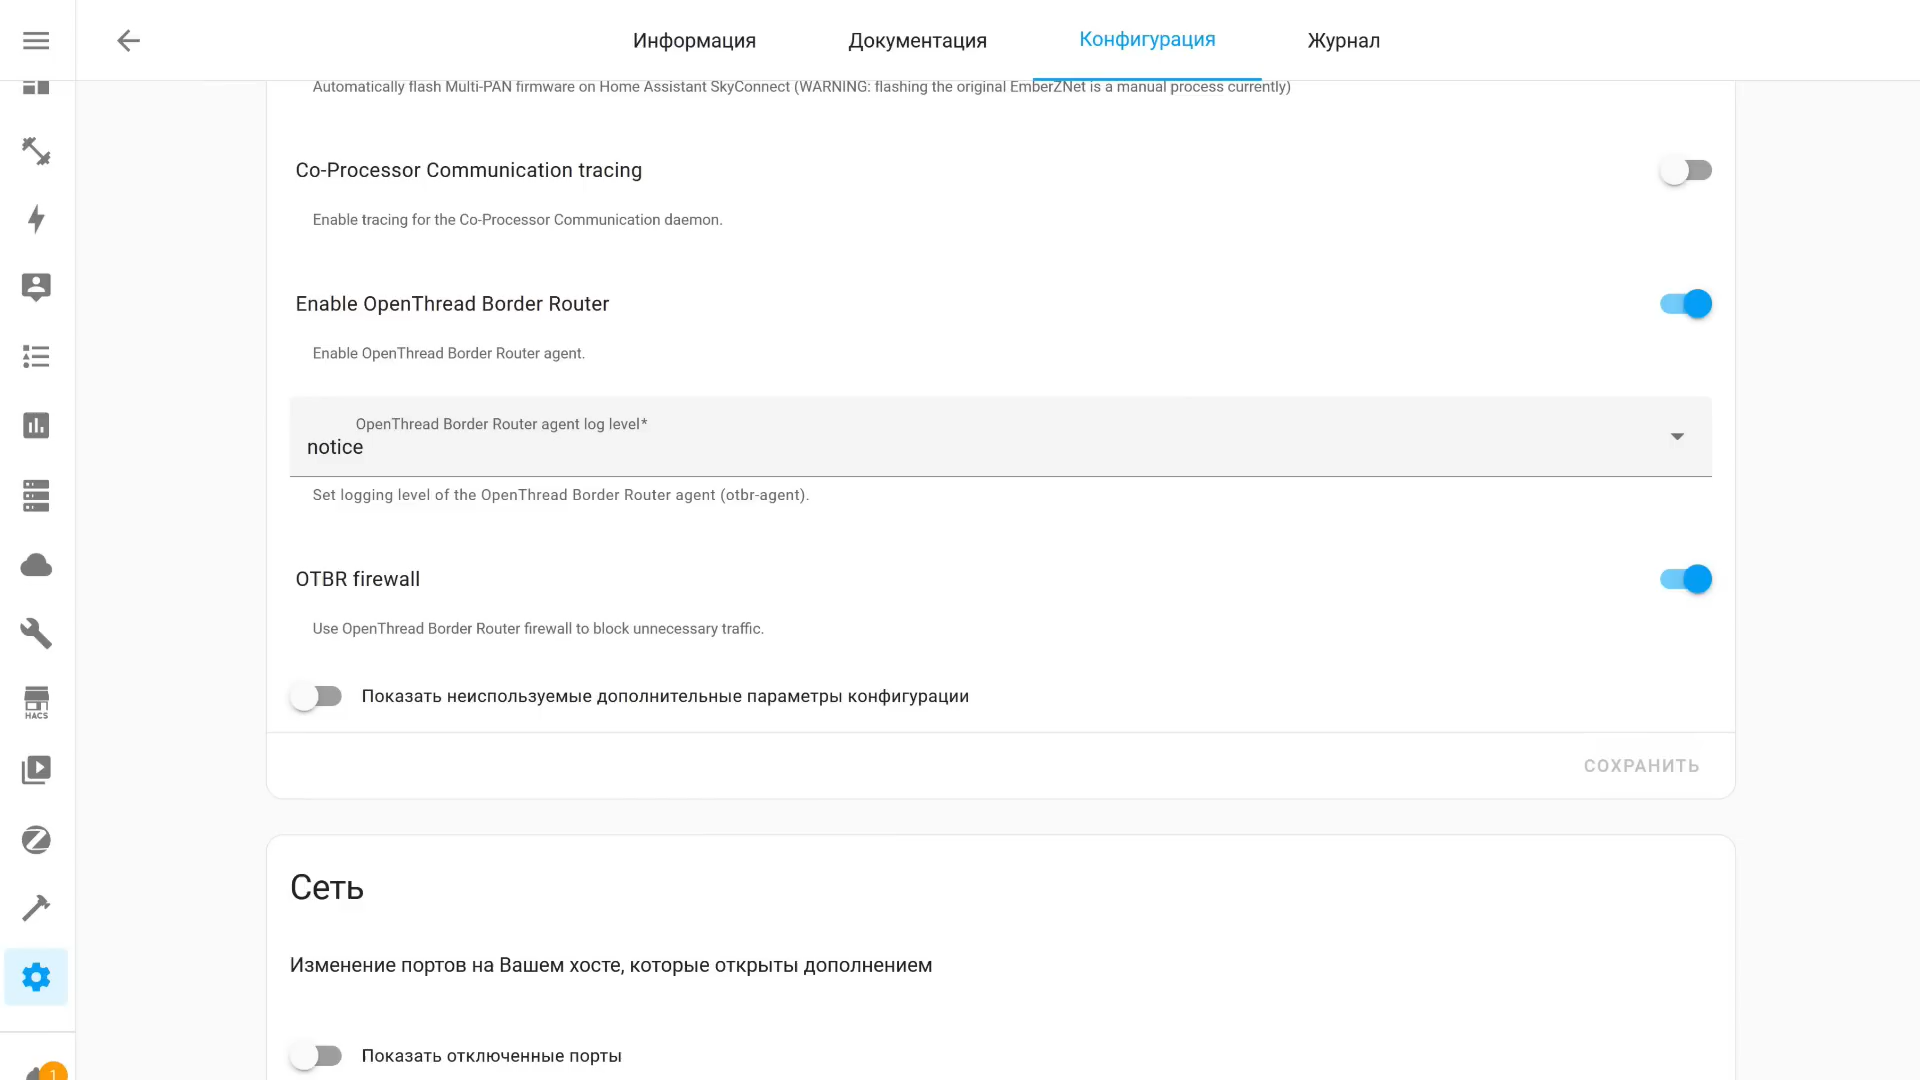 Информация
Документация
Конфигурация
Журнал
Automatically flash Multi-PAN firmware on Home Assistant SkyConnect (WARNING: flashing the original EmberZNet is a manual process currently)
Co-Processor Communication tracing
Enable tracing for the Co-Processor Communication daemon.
Enable OpenThread Border Router
Enable OpenThread Border Router agent.
OpenThread Border Router agent log level*
notice
Set logging level of the OpenThread Border Router agent (otbr-agent).
OTBR firewall
Use OpenThread Border Router firewall to block unnecessary traffic.
Показать неиспользуемые дополнительные параметры конфигурации
HACS
СОХРАНИТЬ
Сеть
Изменение портов на Вашем хосте, которые открыты дополнением
Показать отключенные порты
1